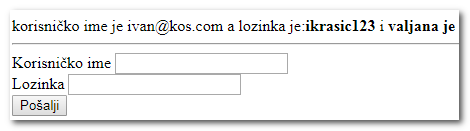 korisničko ime je ivan@kos.com a lozinka je:ikrasic123 i valjana je
Korisničko ime
Lozinka
Pošalji